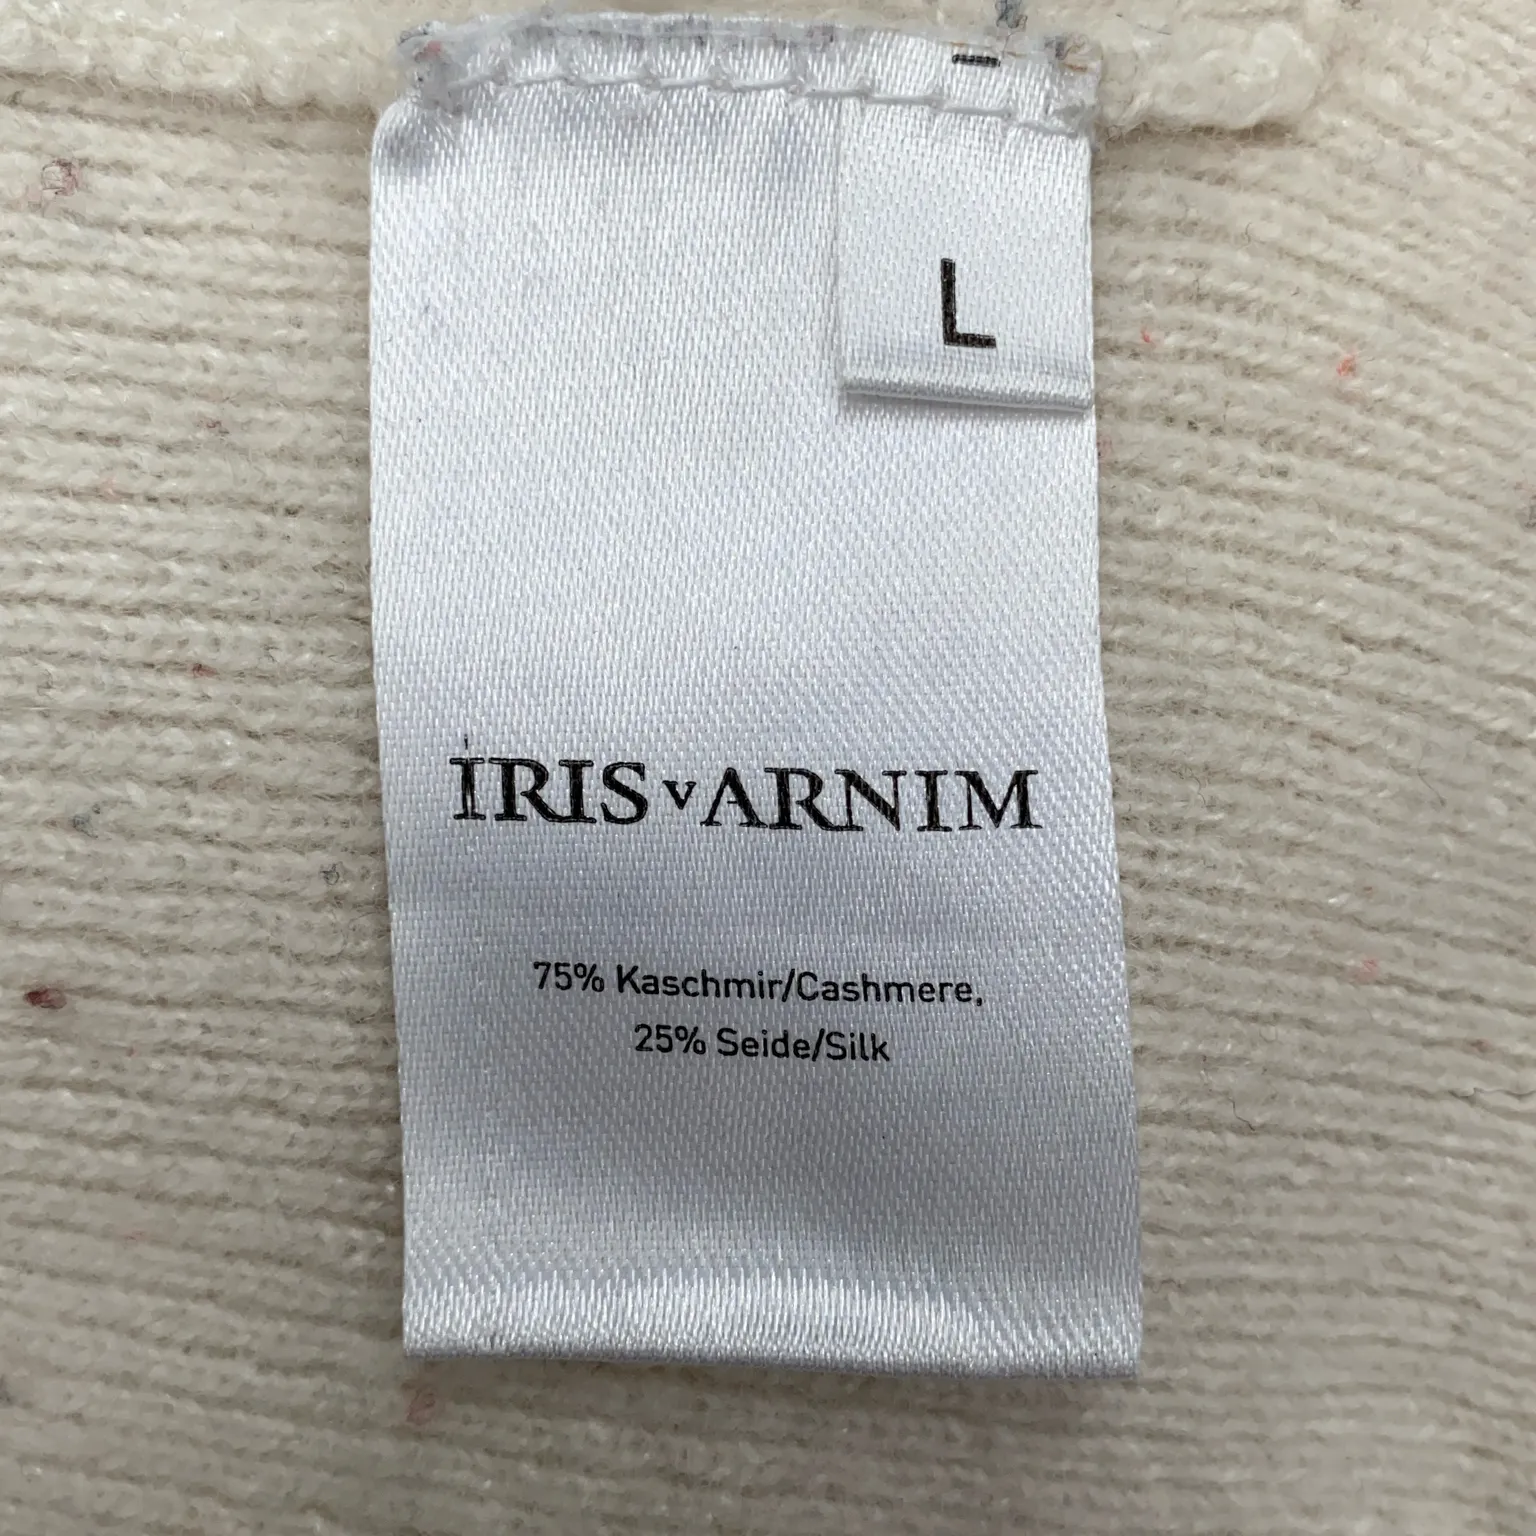 L
IRIS v ARNIM
75% Kaschmir/Cashmere,
25% Seide/Silk